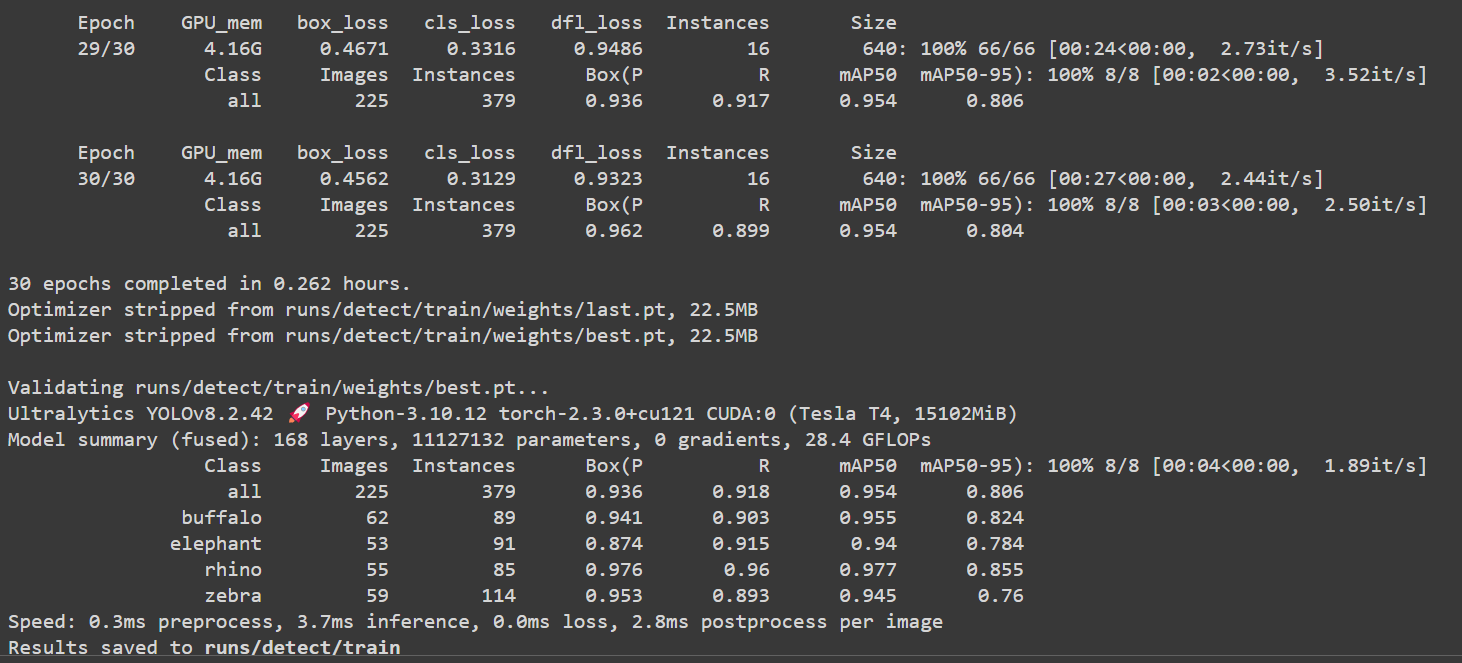 Epoch GPU_mem box_loss cls_loss dfl_loss Instances Size
29/30 4.16G 0.4671 0.3316 0.9486 16 640: 100% 66/66 [00:24<00:00, 2.73it/s]
Class Images Instances Box(P R mAP50 mAP50-95): 100% 8/8 [00:02<00:00, 3.52it/s]
all 225 379 0.936 0.917 0.954 0.806
Epoch GPU_mem box_loss cls_loss dfl_loss Instances Size
30/30 4.16G 0.4562 0.3129 0.9323 16 640: 100% 66/66 [00:27<00:00, 2.44it/s]
Class Images Instances Box(P R mAP50 mAP50-95): 100% 8/8 [00:03<00:00, 2.50it/s]
all 225 379 0.962 0.899 0.954 0.804
30 epochs completed in 0.262 hours.
Optimizer stripped from runs/detect/train/weights/last.pt, 22.5MB
Optimizer stripped from runs/detect/train/weights/best.pt, 22.5MB
Validating runs/detect/train/weights/best.pt...
Ultralytics YOLOv8.2.42 🚀 Python-3.10.12 torch-2.3.0+cu121 CUDA:0 (Tesla T4, 15102MiB)
Model summary (fused): 168 layers, 11127132 parameters, 0 gradients, 28.4 GFLOPs
Class Images Instances Box(P R mAP50 mAP50-95): 100% 8/8 [00:04<00:00, 1.89it/s]
all 225 379 0.936 0.918 0.954 0.806
buffalo 62 89 0.941 0.903 0.955 0.824
elephant 53 91 0.874 0.915 0.94 0.784
rhino 55 85 0.976 0.96 0.977 0.855
zebra 59 114 0.953 0.893 0.945 0.76
Speed: 0.3ms preprocess, 3.7ms inference, 0.0ms loss, 2.8ms postprocess per image
Results saved to runs/detect/train